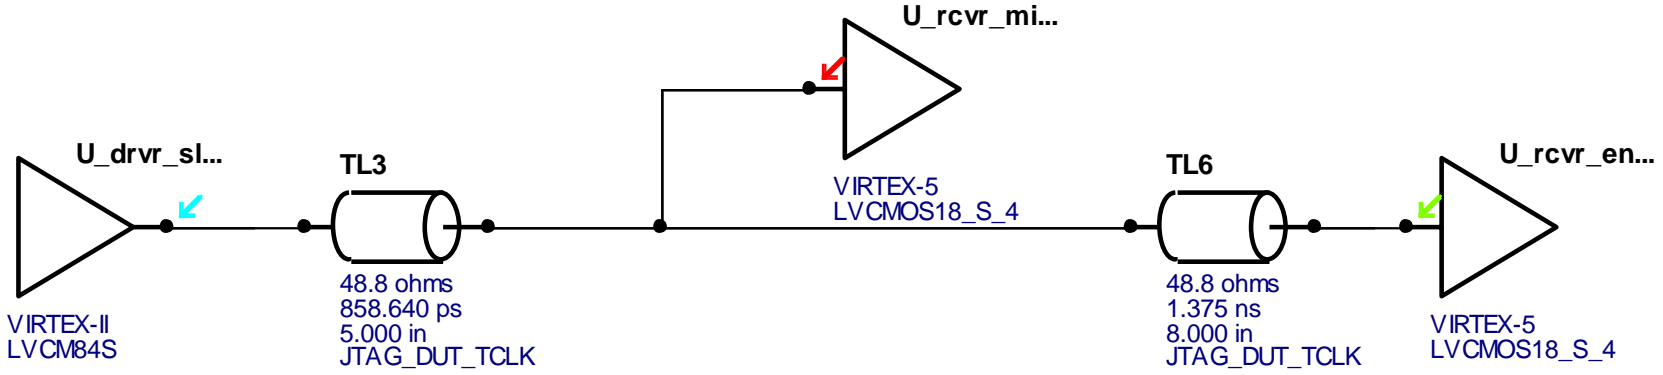 U_rcvr_mi...
U_drvr_sl...
TL3
TL6
U_rcvr_en...
VIRTEX-5
LVCMOS18_S_4
48.8 ohms
858.640 ps
5.000 in
JTAG_DUT_TCLK
48.8 ohms
1.375 ns
8.000 in
JTAG_DUT_TCLK
VIRTEX-II
LVCM84S
VIRTEX-5
LVCMOS18_S_4